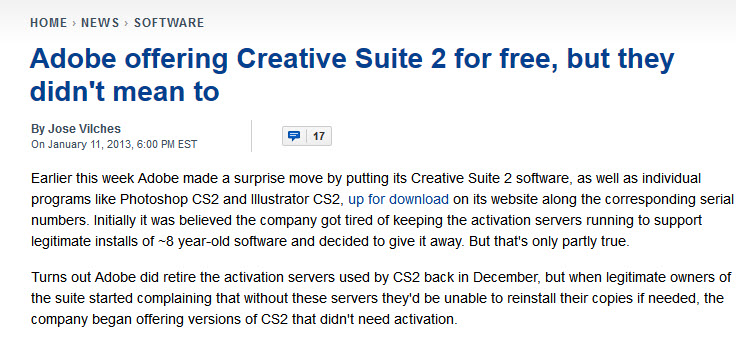 HOME › NEWS › SOFTWARE
Adobe offering Creative Suite 2 for free, but they
didn't mean to
By Jose Vilches
On January 11, 2013, 6:00 PM EST
17
Earlier this week Adobe made a surprise move by putting its Creative Suite 2 software, as well as individual
programs like Photoshop CS2 and Illustrator CS2, up for download on its website along the corresponding serial
numbers. Initially it was believed the company got tired of keeping the activation servers running to support
legitimate installs of ~8 year-old software and decided to give it away. But that's only partly true.
Turns out Adobe did retire the activation servers used by CS2 back in December, but when legitimate owners of
the suite started complaining that without these servers they'd be unable to reinstall their copies if needed, the
company began offering versions of CS2 that didn't need activation.